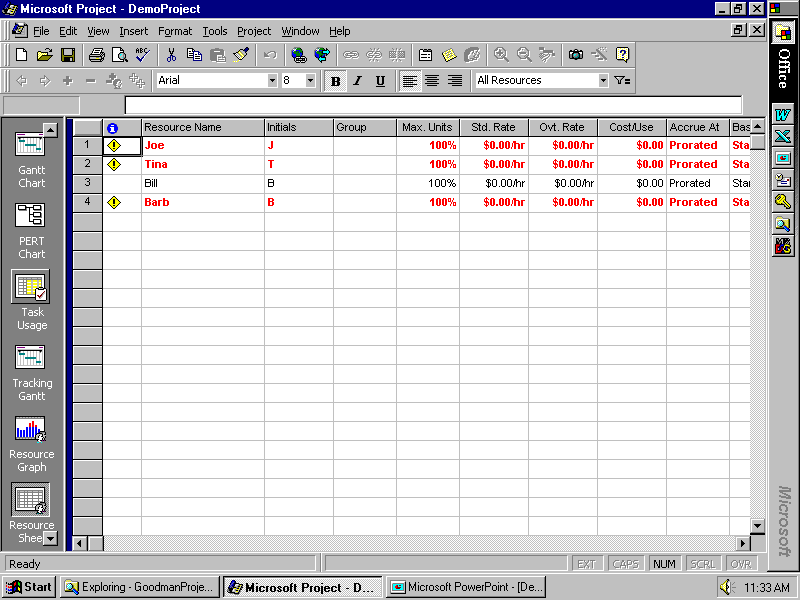 Microsoft Project - DemoProject
File Edit View Insert Format Tools Project Window Help
Arial 8 B I U All Resources
Resource Name Initials Group Max. Units Std. Rate Ovt. Rate Cost/Use Accrue At Bas
1 Joe J 100% $0.00/hr $0.00/hr $0.00 Prorated Sta
2 Tina T 100% $0.00/hr $0.00/hr $0.00 Prorated Sta
3 Bill B 100% $0.00/hr $0.00/hr $0.00 Prorated Star
4 Barb B 100% $0.00/hr $0.00/hr $0.00 Prorated Sta
Gantt
Chart
PERT
Chart
Task
Usage
Tracking
Gantt
Resource
Graph
Resource
Shee
Office
Microsoft
Ready EXT CAPS NUM SCRL OVR
Start Exploring - GoodmanProje... Microsoft Project - D... Microsoft PowerPoint - [De... 11:33 AM